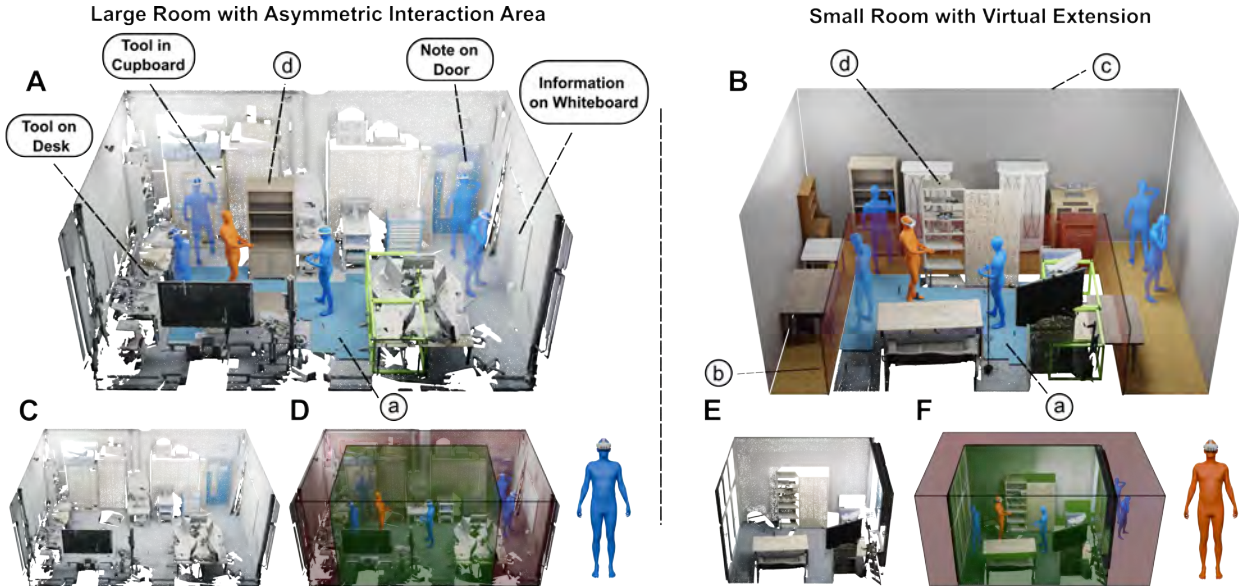 Large Room with Asymmetric Interaction Area
Small Room with Virtual Extension
A
Tool in
Cupboard
d
Note on
Door
Information
on Whiteboard
Tool on
Desk
a
B
d
c
b
a
C
D
E
F